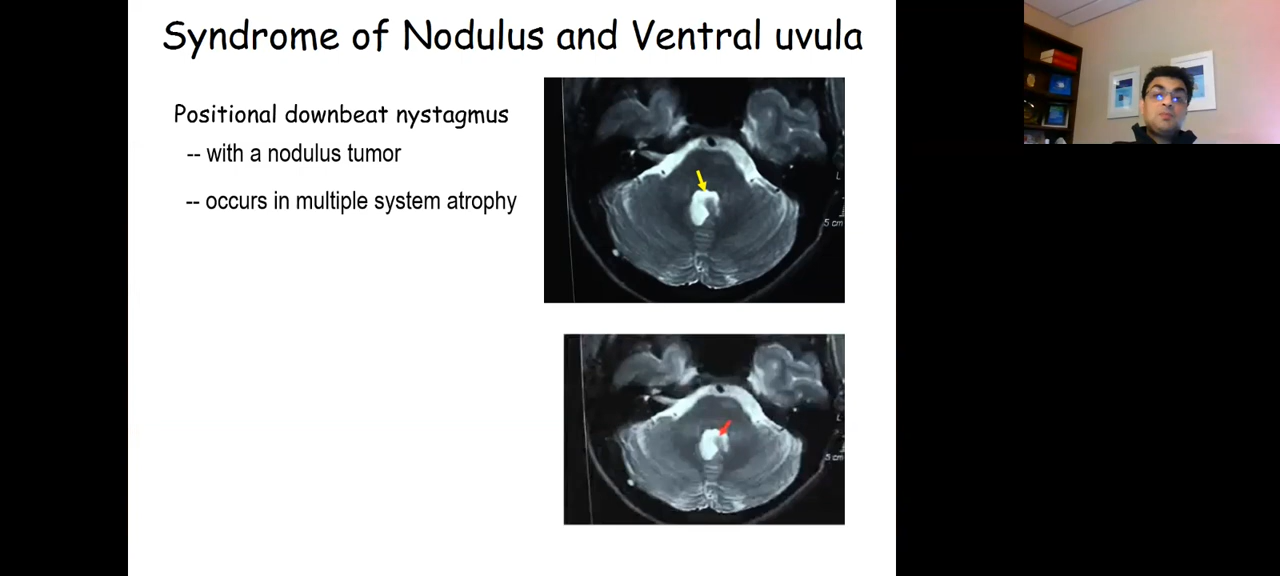 Syndrome of Nodulus and Ventral uvula
Positional downbeat nystagmus
-- with a nodulus tumor
-- occurs in multiple system atrophy
L
5 cm
L
5 cm